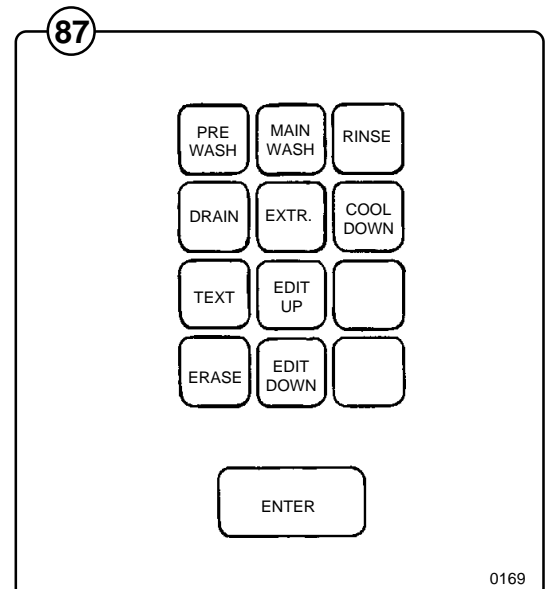 87
PRE
WASH
MAIN
WASH
RINSE
DRAIN
EXTR.
COOL
DOWN
TEXT
EDIT
UP
ERASE
EDIT
DOWN
ENTER
0169